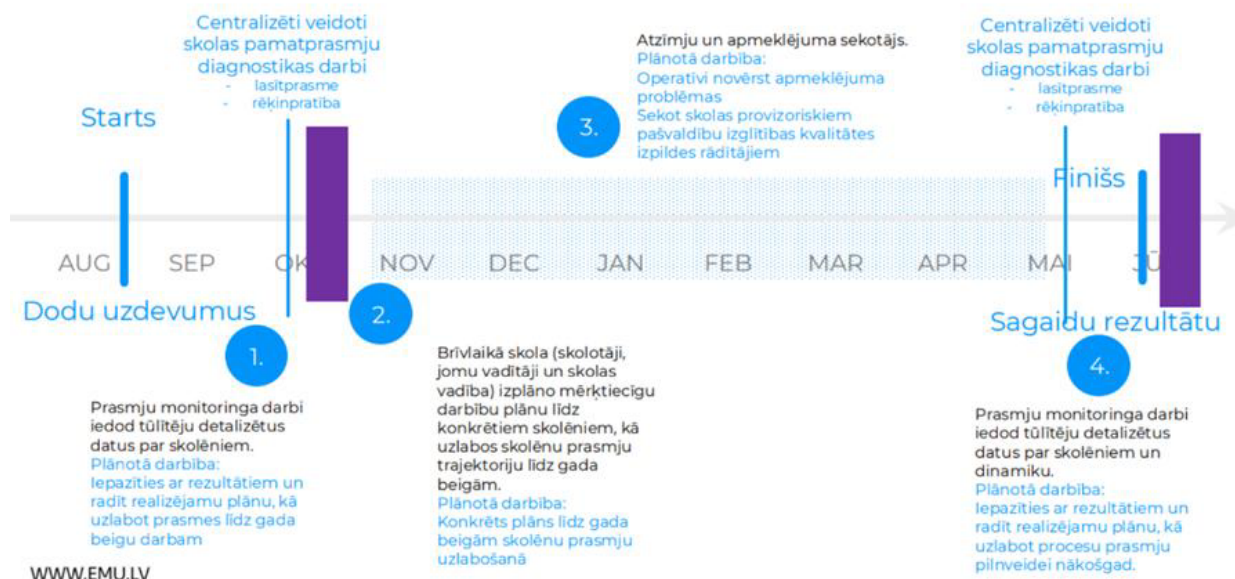 Centralizēti veidoti
skolas pamatprasmju
diagnostikas darbi
- lasītprasme
- rēķinpratība
Starts
3.
Atzīmju un apmeklējuma sekotājs.
Plānotā darbība:
Operatīvi novērst apmeklējuma
problēmas
Sekot skolas provizoriskiem
pašvaldību izglītības kvalitātes
izpildes rādītājiem
Centralizēti veidoti
skolas pamatprasmju
diagnostikas darbi
- lasītprasme
- rēķinpratība
Finišs
AUG SEP OK NOV DEC JAN FEB MAR APR MAI JŪ
Dodu uzdevumus
1.
Prasmju monitoringa darbi
iedod tūlītēju detalizētus
datus par skolēniem.
Plānotā darbība:
Iepazīties ar rezultātiem un
radīt realizējamu plānu, kā
uzlabot prasmes līdz gada
beigu darbam
2.
Brīvlaikā skola (skolotāji,
jomu vadītāji un skolas
vadība) izplāno mērķtiecīgu
darbību plānu līdz
konkrētiem skolēniem, kā
uzlabos skolēnu prasmju
trajektoriju līdz gada
beigām.
Plānotā darbība:
Konkrēts plāns līdz gada
beigām skolēnu prasmju
uzlabošanā
Sagaidu rezultātu
4.
Prasmju monitoringa darbi
iedod tūlītēju detalizētus
datus par skolēniem un
dinamiku.
Plānotā darbība:
Iepazīties ar rezultātiem un
radīt realizējamu plānu, kā
uzlabot procesu prasmju
pilnveidei nākošgad.
WWW.EMU.LV